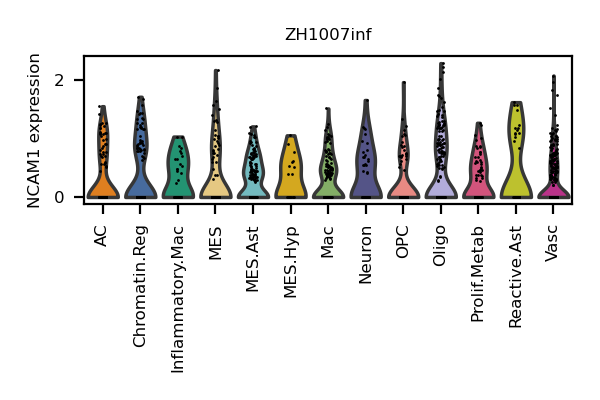 ZH1007inf
NCAM1 expression
2
0
AC
Chromatin.Reg
Inflammatory.Mac
MES
MES.Ast
MES.Hyp
Mac
Neuron
OPC
Oligo
Prolif.Metab
Reactive.Ast
Vasc